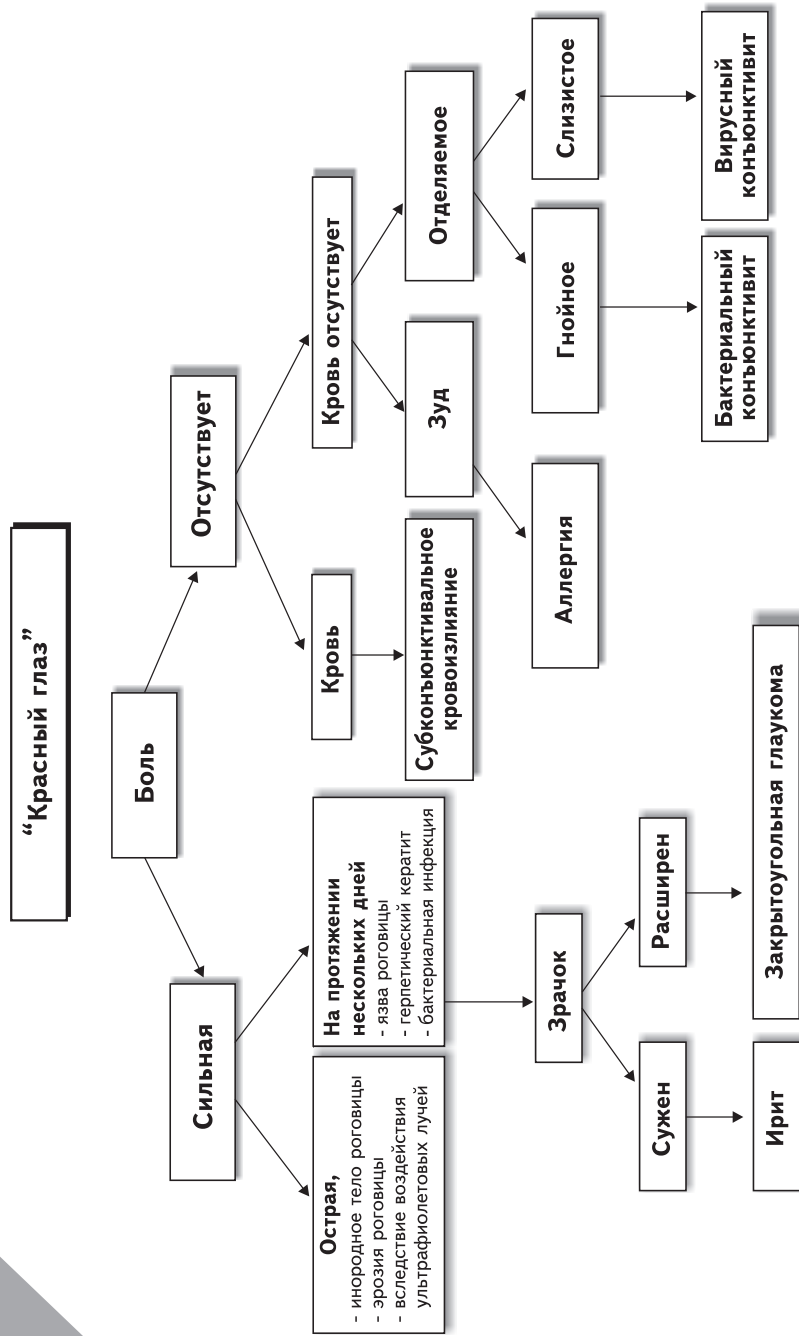 “Красный глаз”
Боль
Сильная
Отсутствует
Острая,
- инородное тело роговицы
- эрозия роговицы
- вследствие воздействия
ультрафиолетовых лучей
На протяжении
нескольких дней
- язва роговицы
- герпетический кератит
- бактериальная инфекция
Кровь
Кровь отсутствует
Субконъюнктивальное
кровоизлияние
Зуд
Отделяемое
Зрачок
Аллергия
Гнойное
Слизистое
Сужен
Расширен
Бактериальный
конъюнктивит
Вирусный
конъюнктивит
Ирит
Закрытоугольная глаукома